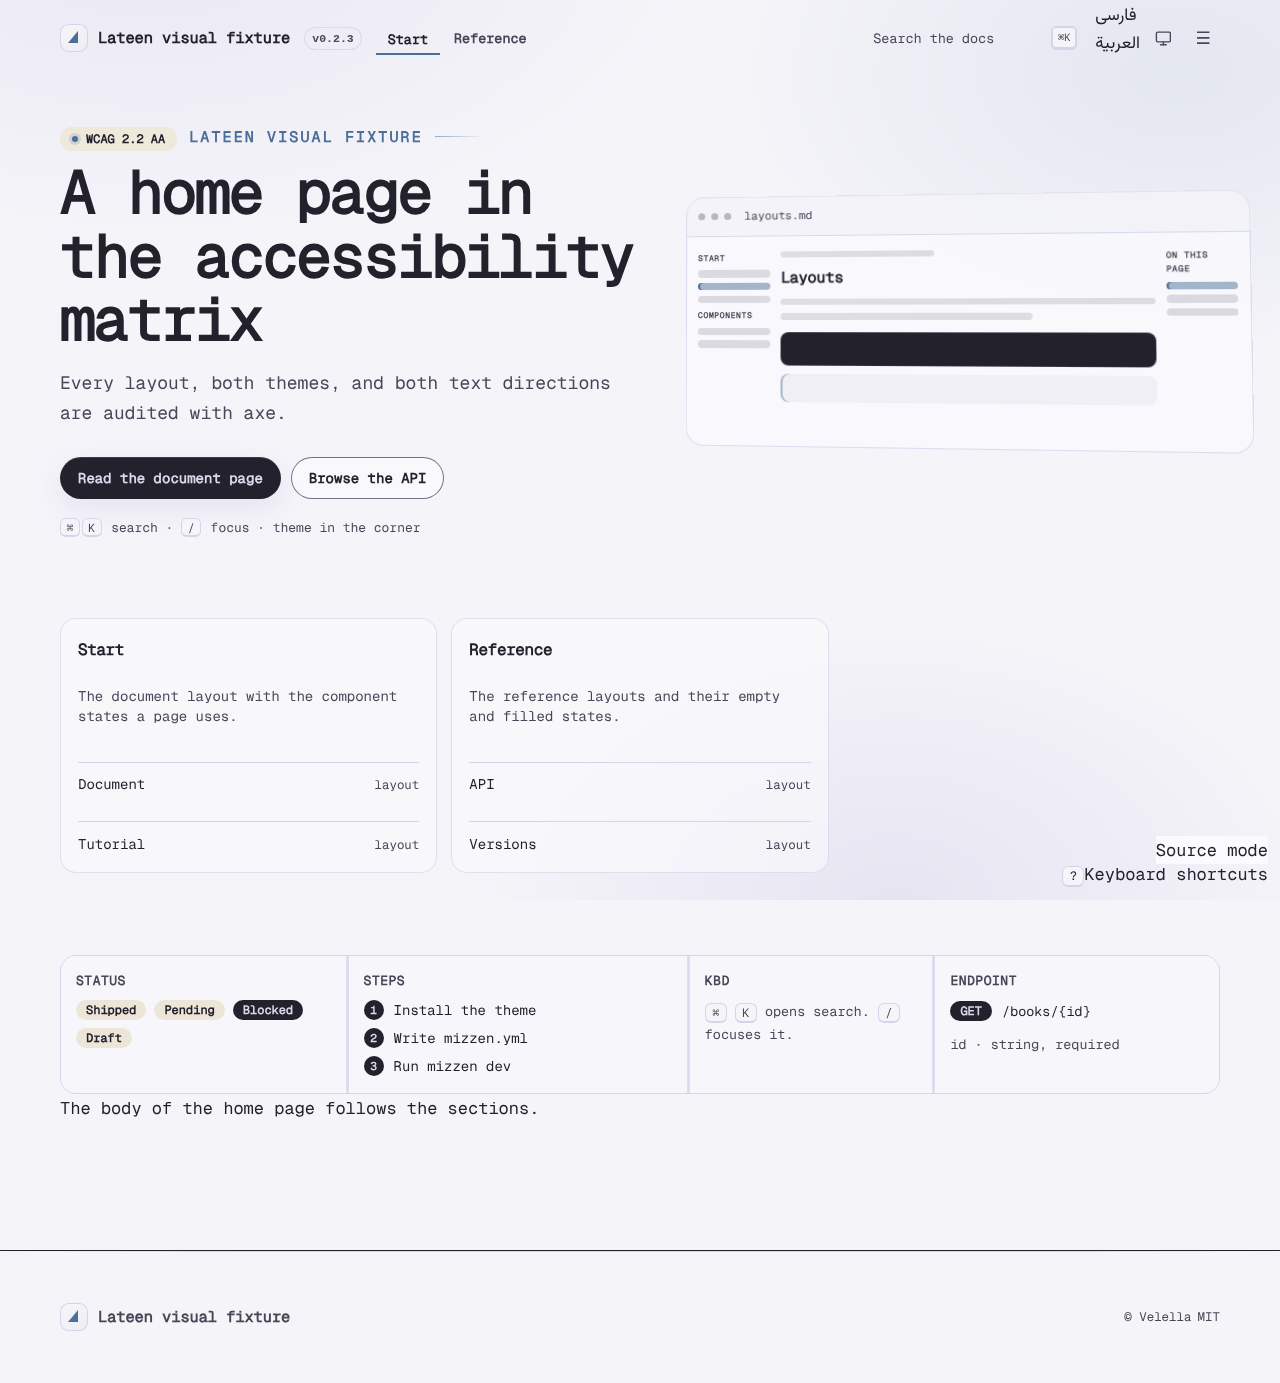 Lateen visual fixture
v0.2.3
Start
Reference
Search the docs
⌘K
فارسی
العربية
WCAG 2.2 AA
LATEEN VISUAL FIXTURE
A home page in
the accessibility
matrix
Every layout, both themes, and both text directions
are audited with axe.
Read the document page
Browse the API
⌘ K search · / focus · theme in the corner
layouts.md
START
COMPONENTS
Layouts
ON THIS
PAGE
Start
The document layout with the component
states a page uses.
Document layout
Tutorial layout
Reference
The reference layouts and their empty
and filled states.
API layout
Versions layout
Source mode
? Keyboard shortcuts
STATUS
Shipped Pending Blocked
Draft
STEPS
1 Install the theme
2 Write mizzen.yml
3 Run mizzen dev
KBD
⌘ K opens search. /
focuses it.
ENDPOINT
GET /books/{id}
id · string, required
The body of the home page follows the sections.
Lateen visual fixture
© Velella MIT